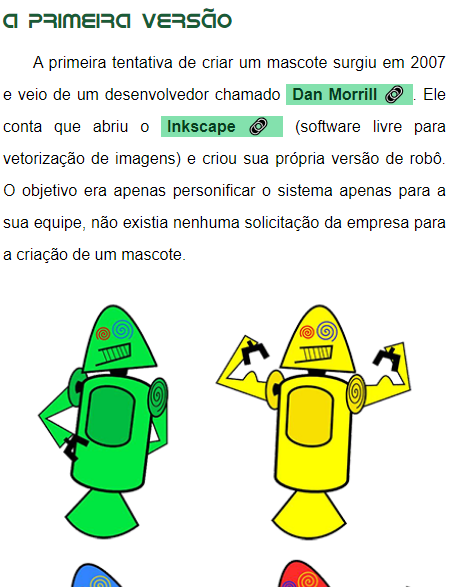 A primeira versão
A primeira tentativa de criar um mascote surgiu em 2007
e veio de um desenvolvedor chamado Dan Morrill . Ele
conta que abriu o Inkscape (software livre para
vetorização de imagens) e criou sua própria versão de robô.
O objetivo era apenas personificar o sistema apenas para a
sua equipe, não existia nenhuma solicitação da empresa para
a criação de um mascote.